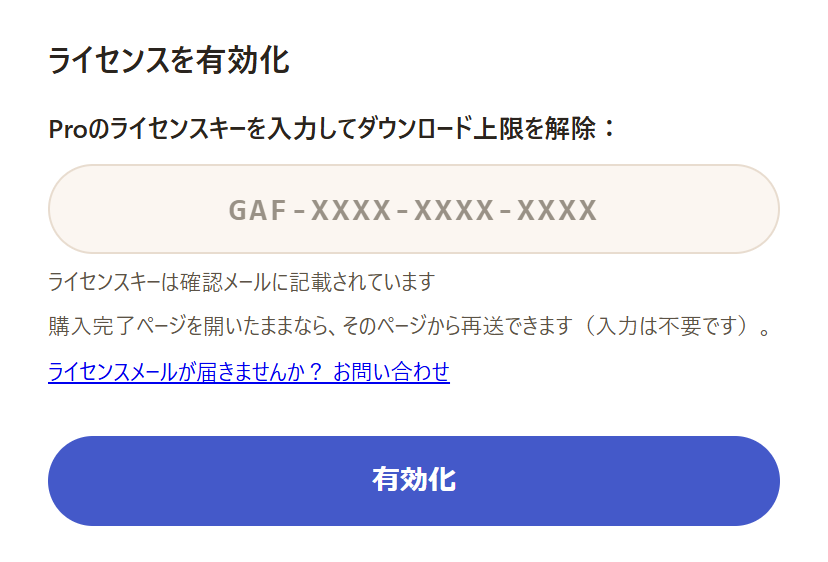 ライセンスを有効化
Proのライセンスキーを入力してダウンロード上限を解除：
GAF-XXXX-XXXX-XXXX
ライセンスキーは確認メールに記載されています
購入完了ページを開いたままなら、そのページから再送できます（入力は不要です）。
ライセンスメールが届きませんか？ お問い合わせ
有効化